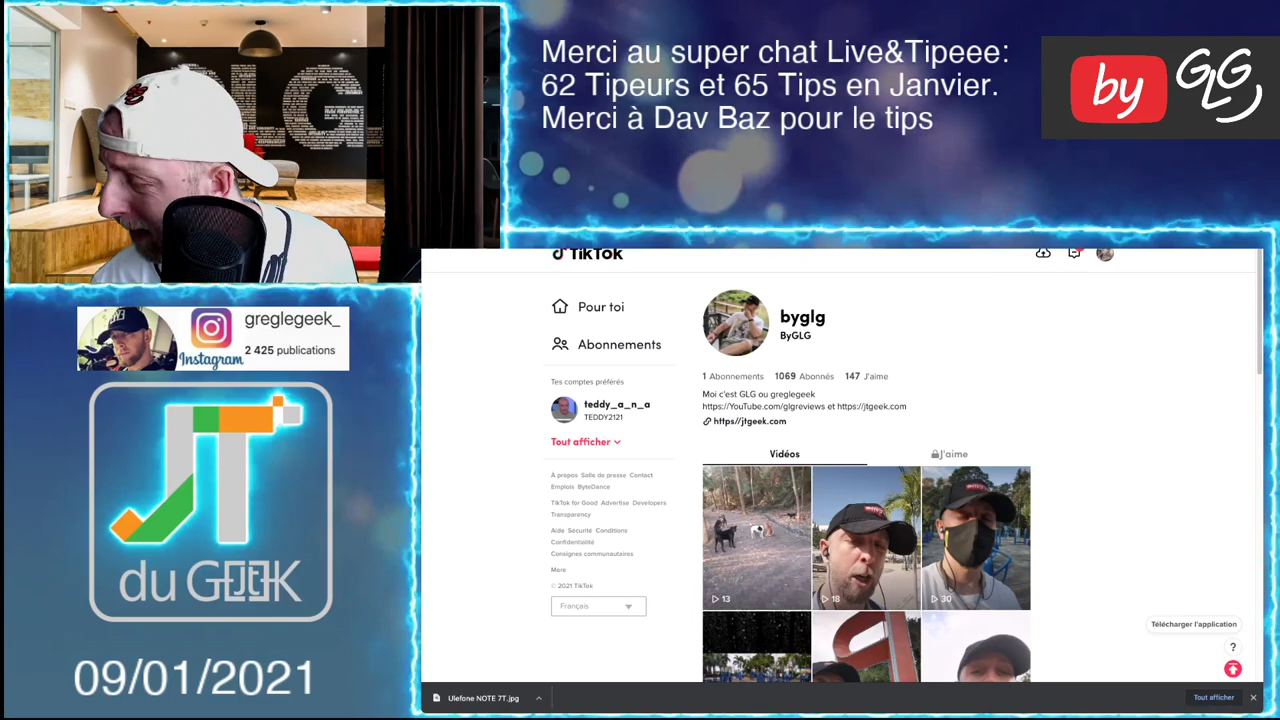 Merci au super chat Live&Tipeee:
62 Tipeurs et 65 Tips en Janvier.
Merci à Dav Baz pour le tips
by GLG
GLG
greglegeek_
Instagram
2 425 publications
JT
du GEEK
09/01/2021
TikTok
Pour toi
Abonnements
Tes comptes préférés
teddy_a_n_a
TEDDY2121
Tout afficher
À propos Salle de presse Contact
Emplois ByteDance
TikTok for Good Advertise Developers
Transparency
Aide Sécurité Conditions
Confidentialité
Consignes communautaires
More
© 2021 TikTok
Français
byglg
ByGLG
1 Abonnements 1069 Abonnés 147 J'aime
Moi c'est GLG ou greglegeek
https://YouTube.com/glgreviews et https://jtgeek.com
https//jtgeek.com
Vidéos
J'aime
13
18
30
Télécharger l'application
?
Ulefone NOTE 7T.jpg
Tout afficher